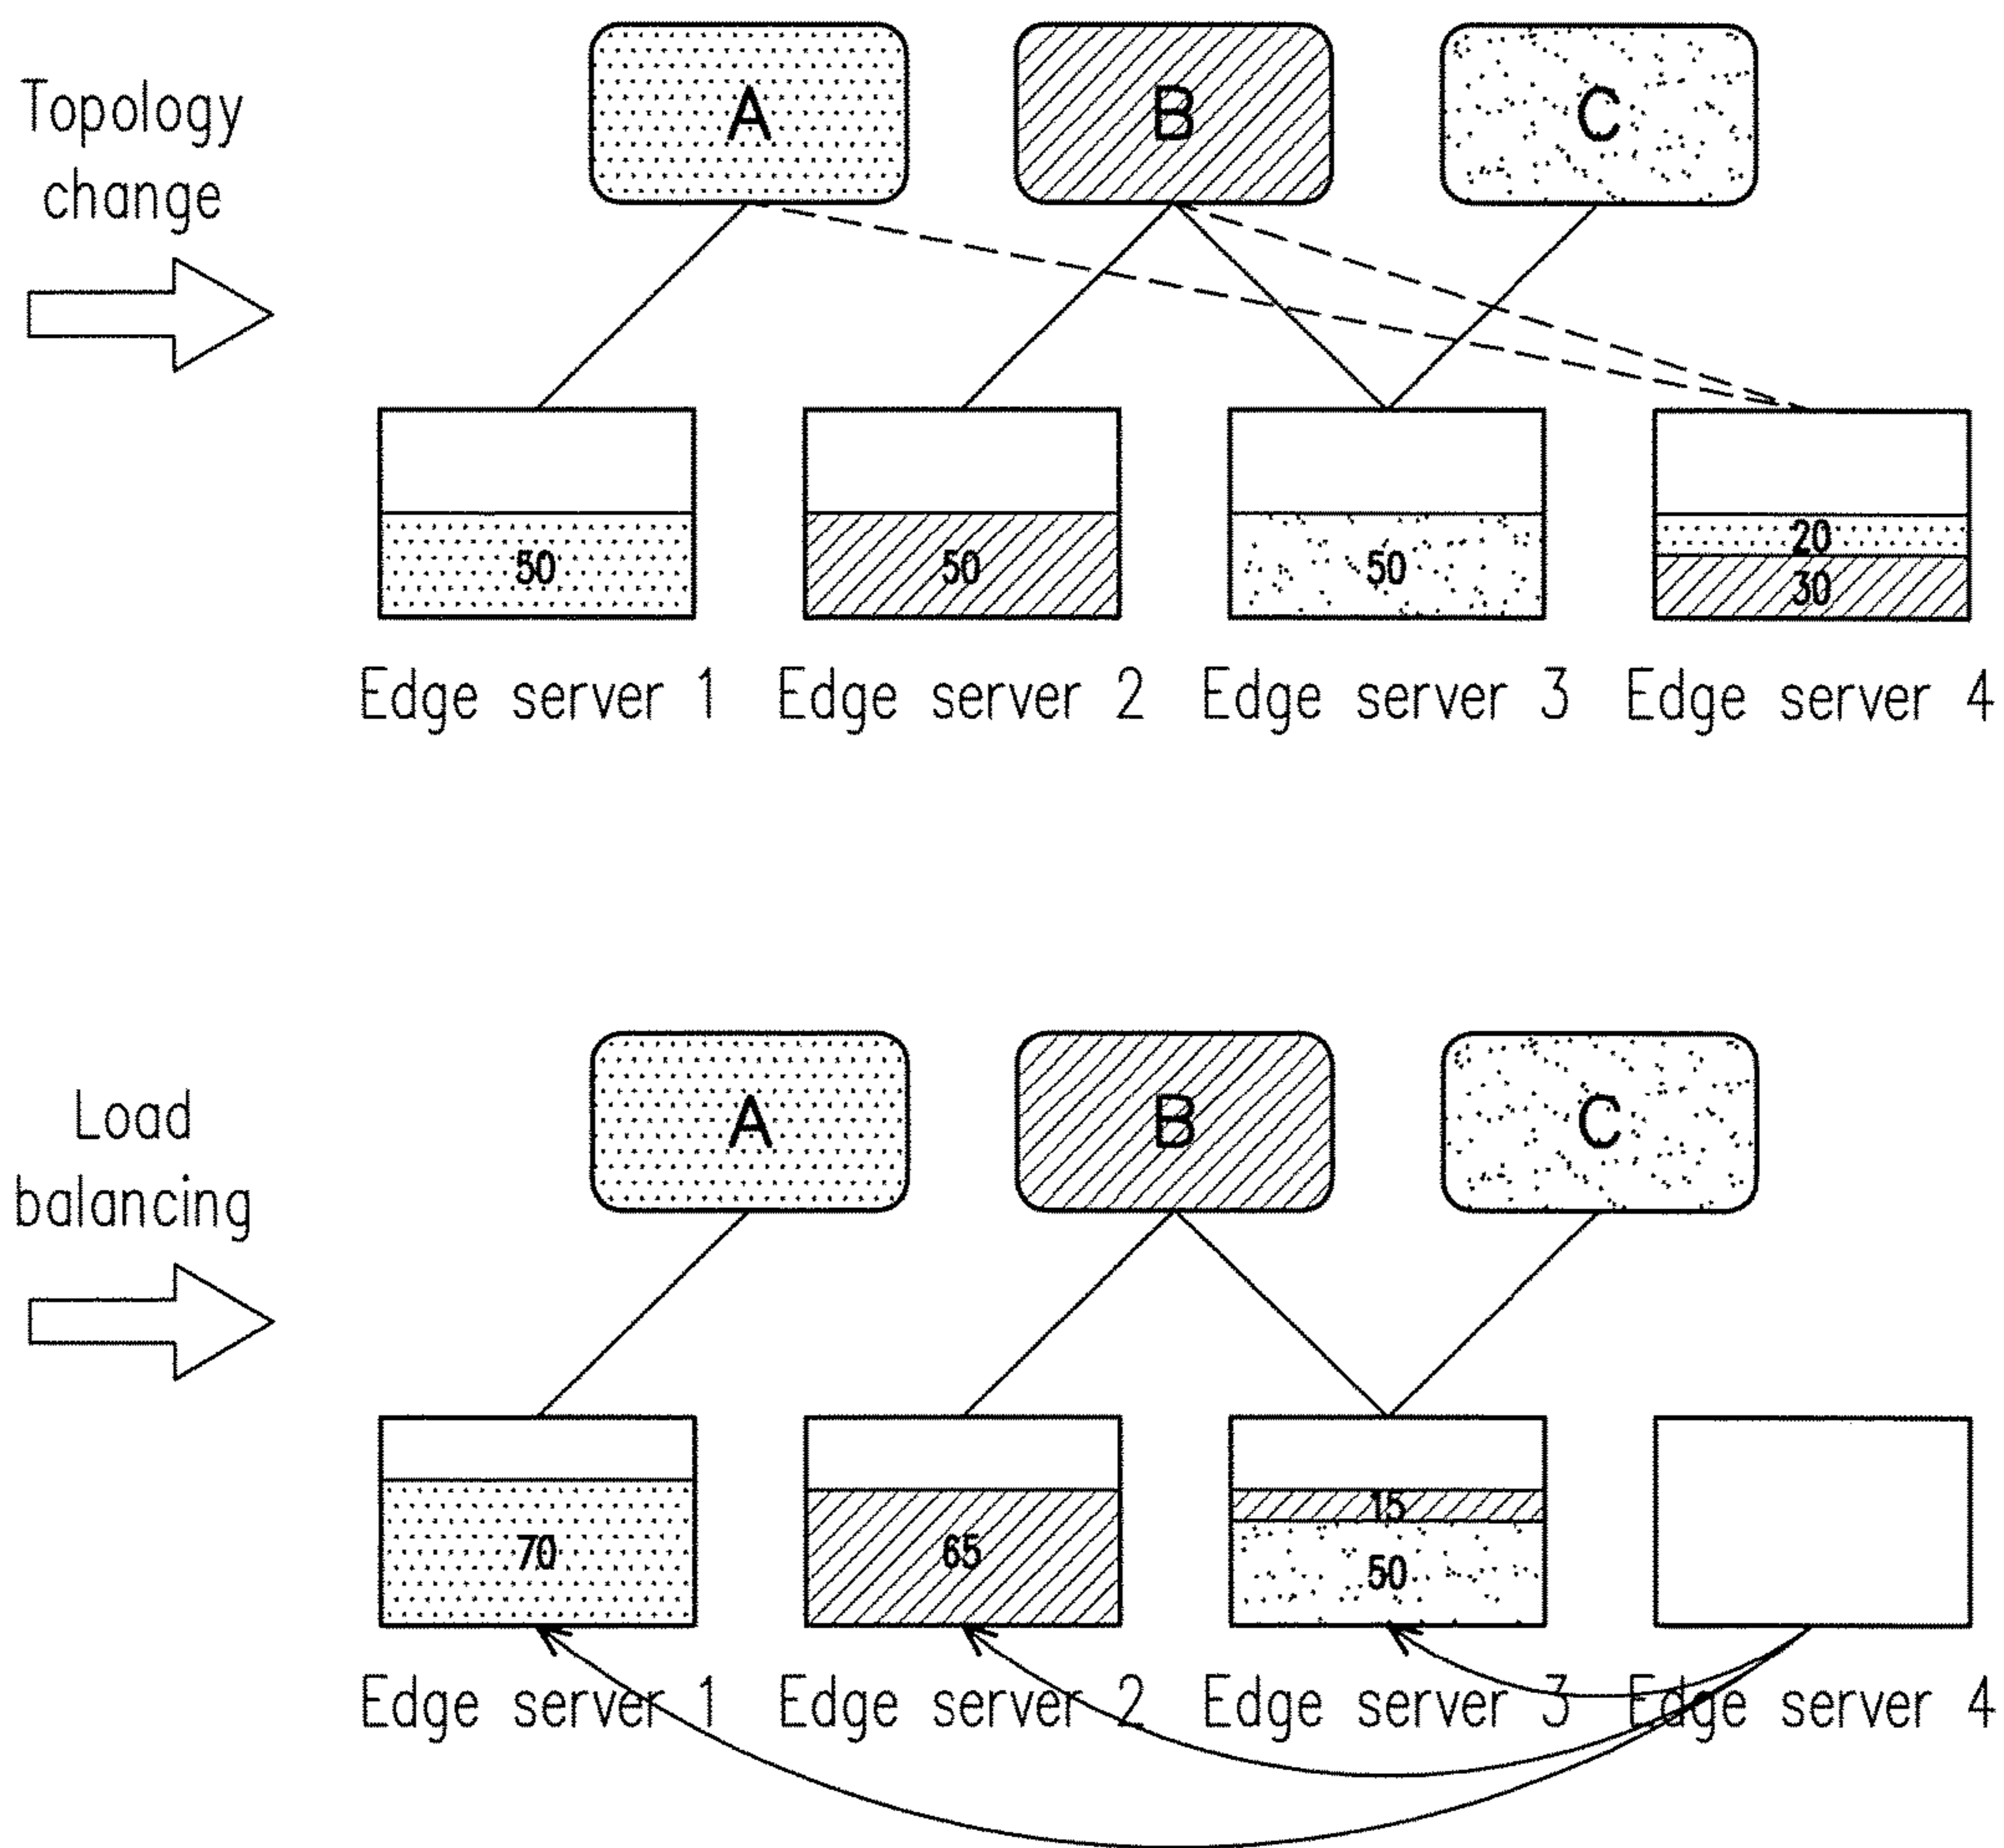 Topology
change
A
B
C
50
50
50
20
30
Edge server 1
Edge server 2
Edge server 3
Edge server 4
Load
balancing
A
B
C
70
65
15
50
Edge server 1
Edge server 2
Edge server 3
Edge server 4